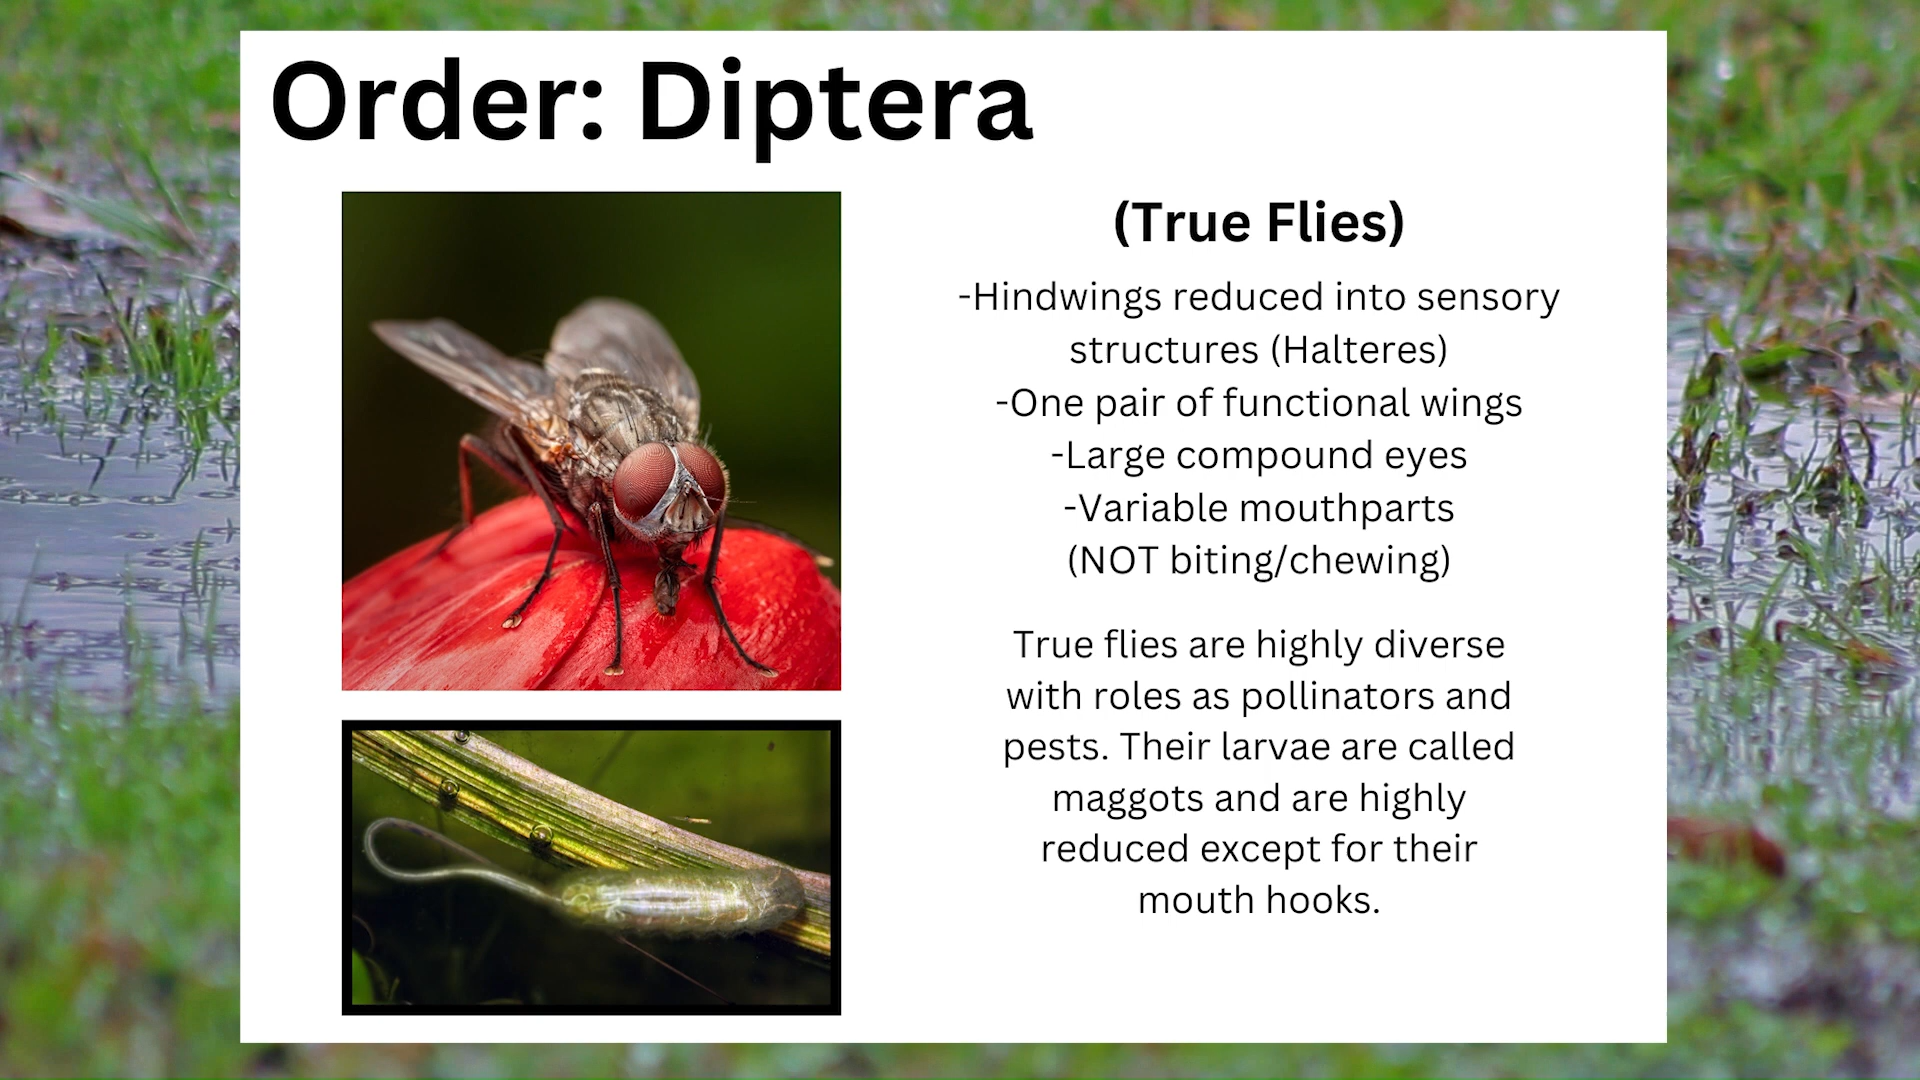 Order: Diptera
(True Flies)
-Hindwings reduced into sensory
structures (Halteres)
-One pair of functional wings
-Large compound eyes
-Variable mouthparts
(NOT biting/chewing)
True flies are highly diverse
with roles as pollinators and
pests. Their larvae are called
maggots and are highly
reduced except for their
mouth hooks.